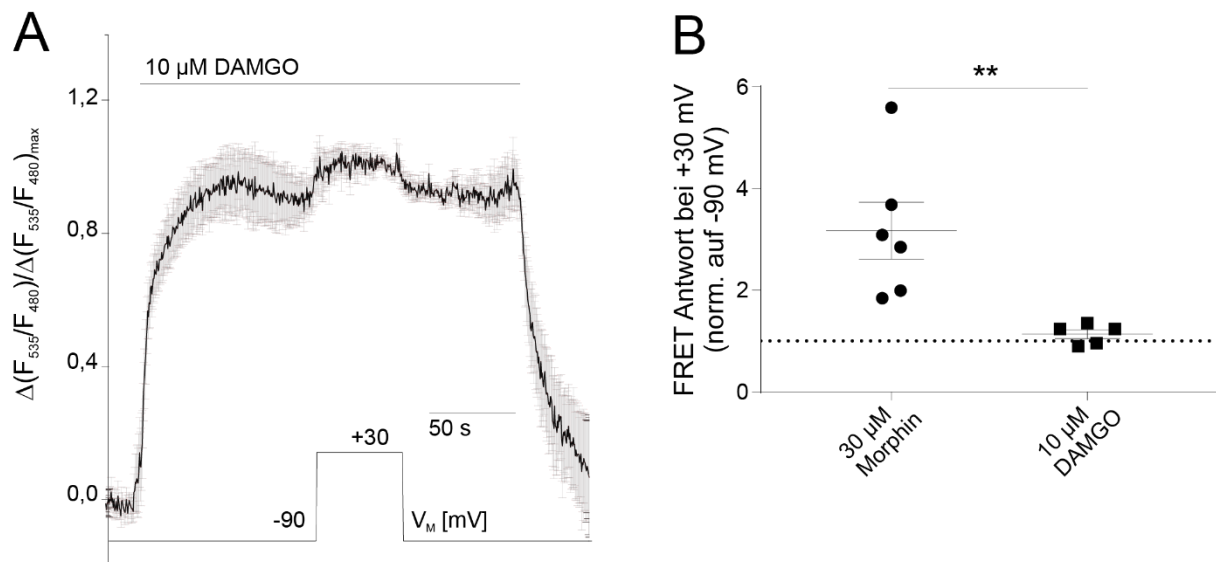 A
10 µM DAMGO
Δ(F535/F480)/Δ(F535/F480)max
1,2
0,8
0,4
0,0
50 s
+30
-90
VM [mV]
B
**
FRET Antwort bei +30 mV
(norm. auf -90 mV)
6
4
2
0
30 µM
Morphin
10 µM
DAMGO